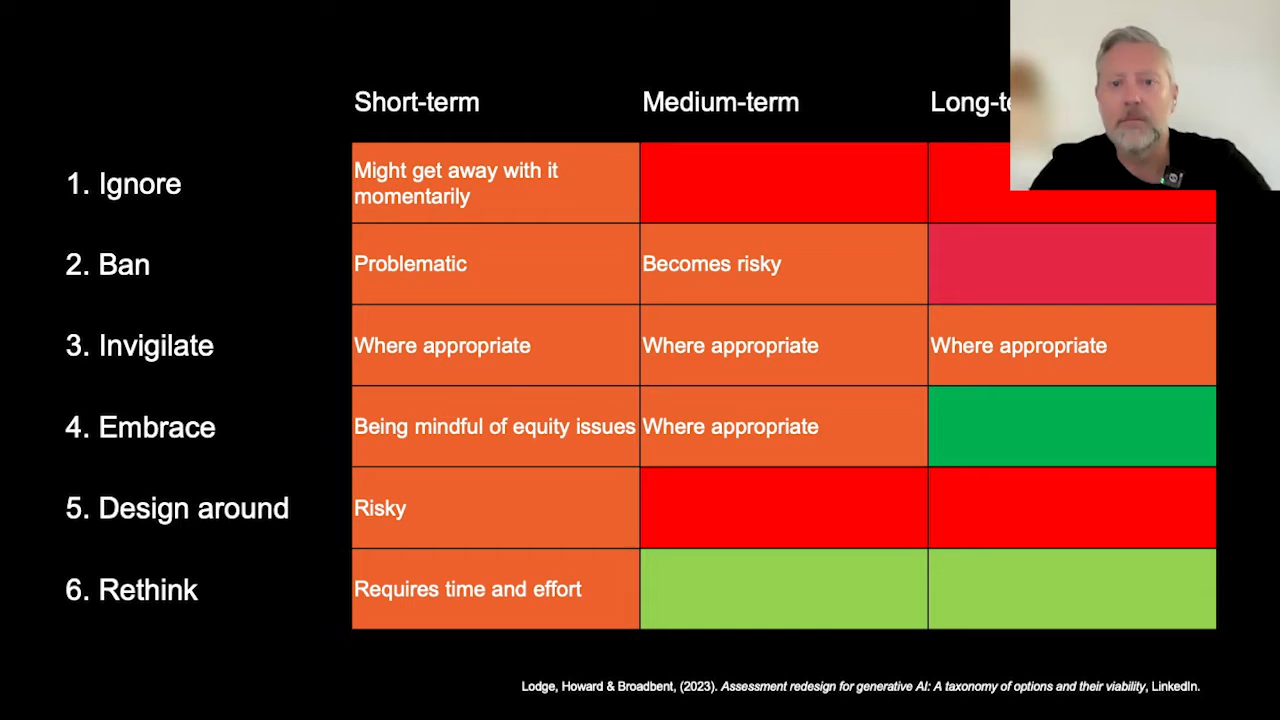 Short-term Medium-term Long-te
1. Ignore
Might get away with it
momentarily
2. Ban Problematic Becomes risky
3. Invigilate Where appropriate Where appropriate Where appropriate
4. Embrace Being mindful of equity issues Where appropriate
5. Design around Risky
6. Rethink Requires time and effort
Lodge, Howard & Broadbent, (2023). Assessment redesign for generative AI: A taxonomy of options and their viability, LinkedIn.